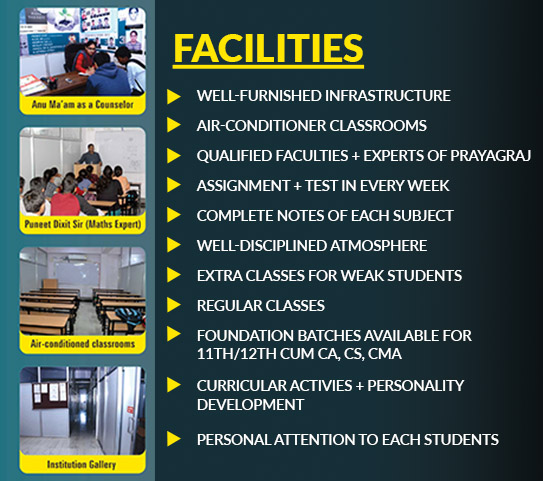 FACILITIES
WELL-FURNISHED INFRASTRUCTURE
AIR-CONDITIONER CLASSROOMS
QUALIFIED FACULTIES + EXPERTS OF PRAYAGRAJ
ASSIGNMENT + TEST IN EVERY WEEK
COMPLETE NOTES OF EACH SUBJECT
WELL-DISCIPLINED ATMOSPHERE
EXTRA CLASSES FOR WEAK STUDENTS
REGULAR CLASSES
FOUNDATION BATCHES AVAILABLE FOR
11TH/12TH CUM CA, CS, CMA
CURRICULAR ACTIVIES + PERSONALITY
DEVELOPMENT
PERSONAL ATTENTION TO EACH STUDENTS
Anu Ma'am as a Counselor
Puneet Dixit Sir (Maths Expert)
Air-conditioned classrooms
Institution Gallery